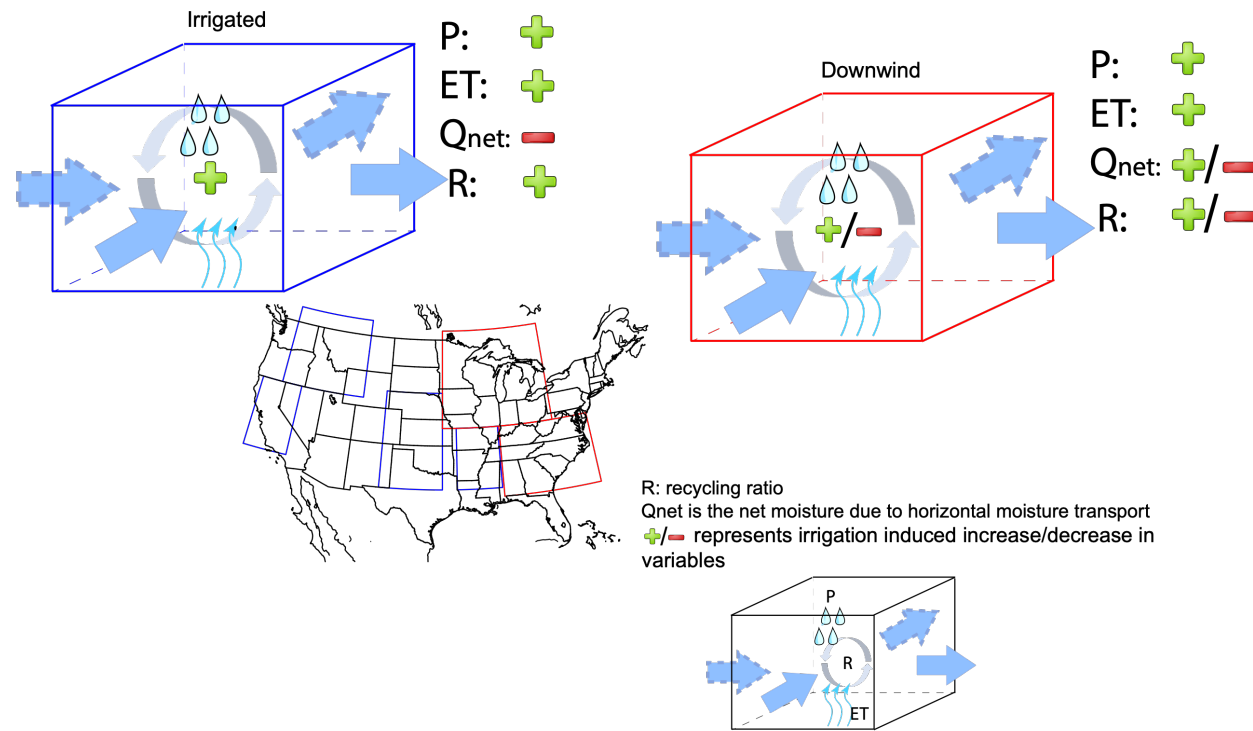 Irrigated
P:
ET:
Qnet:
R:
Downwind
P:
ET:
Qnet: /
R: /
/
R: recycling ratio
Qnet is the net moisture due to horizontal moisture transport
/ represents irrigation induced increase/decrease in
variables
P
R
ET